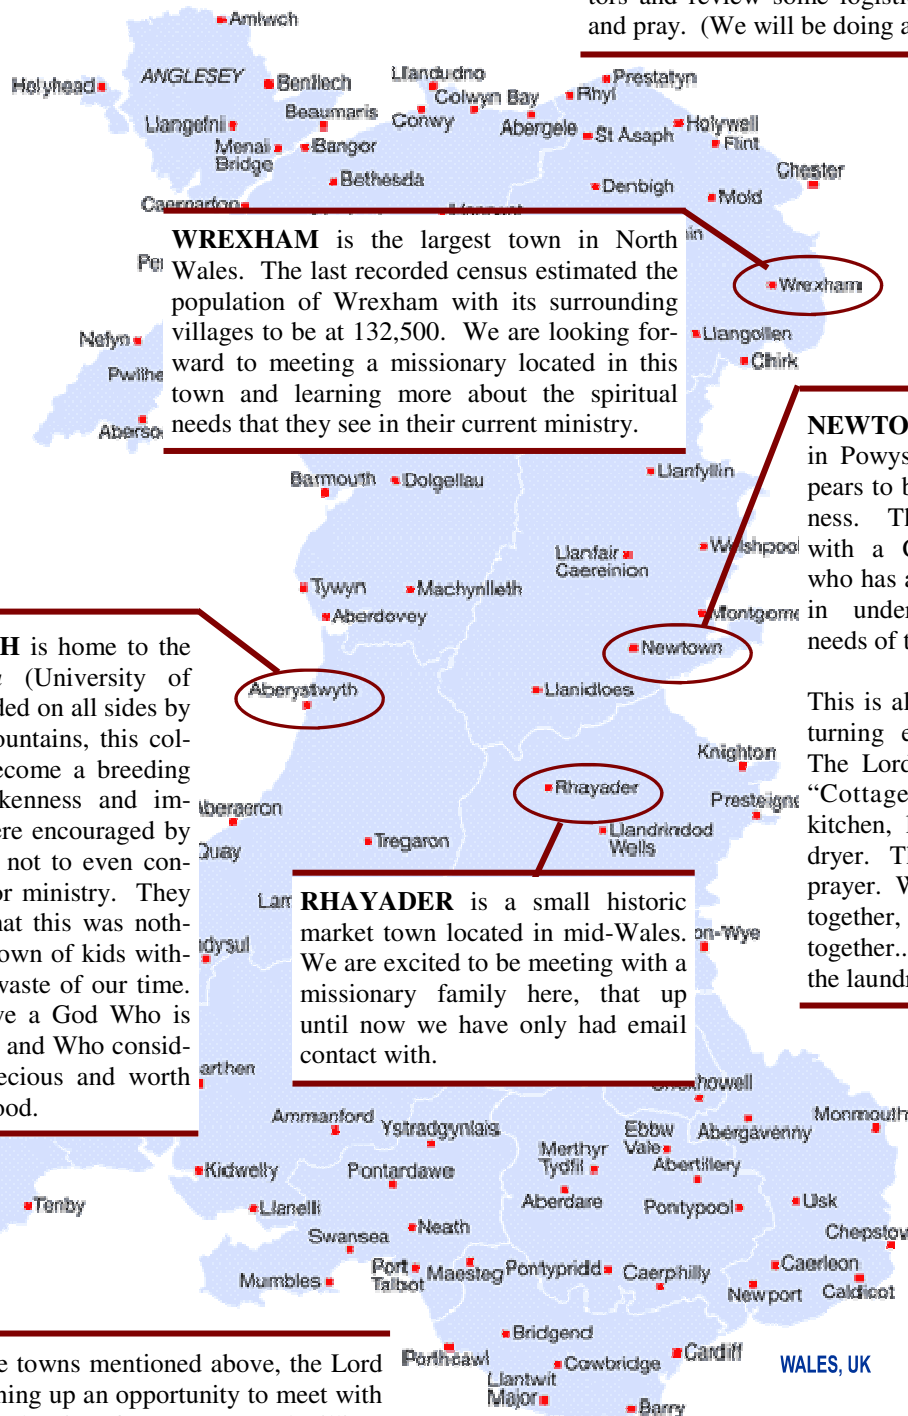 tors and review some logisti
and pray. (We will be doing a
Amlwch
Holyhead
ANGLESEY
Benllech
Llandudno
Prestatyn
Colwyn Bay
Rhyl
Beaumaris
Conwy
Llangefni
Abergele
St Asaph
Holywell
Flint
Menai
Bridge
Bangor
Bethesda
Denbigh
Chester
Mold
WREXHAM is the largest town in North
Wales. The last recorded census estimated the
population of Wrexham with its surrounding
villages to be at 132,500. We are looking for-
ward to meeting a missionary located in this
town and learning more about the spiritual
needs that they see in their current ministry.
Wrexham
Nefyn
Llangollen
Chirk
Pwllhe
Aberso
NEWTO
in Powys
pears to b
ness. Th
with a C
who has a
in under
needs of t
This is al
turning e
The Lord
“Cottage
kitchen, l
dryer. Th
prayer. W
together,
together..
the laundr
Barmouth
Dolgellau
Llanfyllin
Llanfair
Caereinion
Welshpool
Tywyn
Machynlleth
Aberdovey
Montgome
Newtown
H is home to the
(University of
ded on all sides by
ountains, this col-
ecome a breeding
kenness and im-
ere encouraged by
not to even con-
or ministry. They
hat this was noth-
own of kids with-
waste of our time.
ve a God Who is
and Who consid-
ecious and worth
ood.
Aberystwyth
Llanidloes
Knighton
Rhayader
Presteigne
Aberaeron
Quay
Tregaron
Llandrindod
Wells
Lam
RHAYADER is a small historic
market town located in mid-Wales.
We are excited to be meeting with a
missionary family here, that up
until now we have only had email
contact with.
on-Wye
dysul
arthen
howell
Ammanford
Ystradgynlais
Ebbw
Vale
Abergavenny
Monmouth
Merthyr
Tydfil
Kidwelly
Pontardawe
Abertillery
Tenby
Llanelli
Aberdare
Pontypool
Usk
Swansea
Neath
Chepstow
Mumbles
Port
Talbot
Maesteg
Pontypridd
Caerphilly
Caerleon
Newport
Caldicot
Bridgend
Porthcawl
Cowbridge
Cardiff
Llantwit
Major
Barry
WALES, UK
e towns mentioned above, the Lord
ning up an opportunity to meet with